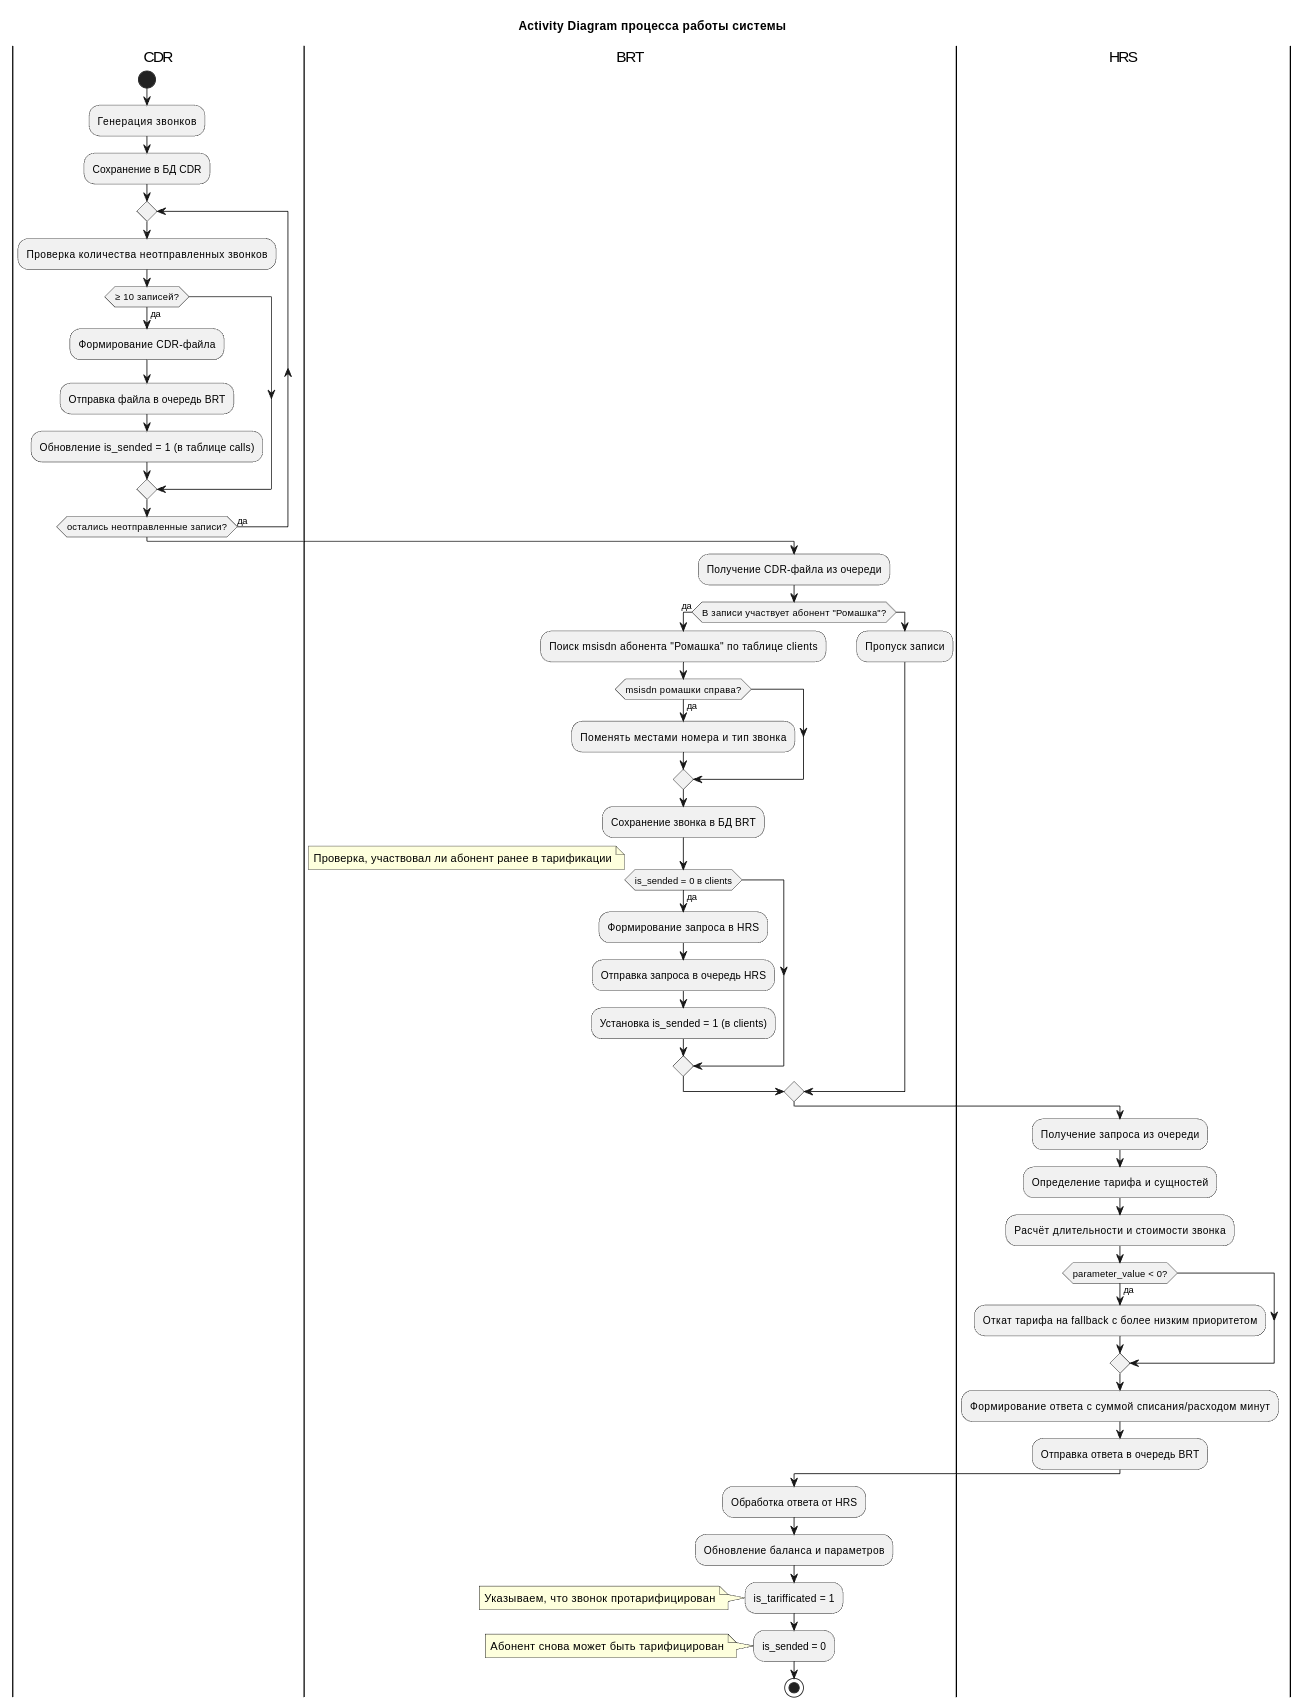 Activity Diagram процесса работы системы
CDR
BRT
HRS
Генерация звонков
Сохранение в БД CDR
Проверка количества неотправленных звонков
≥ 10 записей?
да
Формирование CDR-файла
Отправка файла в очередь BRT
Обновление is_sended = 1 (в таблице calls)
остались неотправленные записи?
да
Получение CDR-файла из очереди
да
В записи участвует абонент "Ромашка"?
Поиск msisdn абонента "Ромашка" по таблице clients
Пропуск записи
msisdn ромашки справа?
да
Поменять местами номера и тип звонка
Сохранение звонка в БД BRT
Проверка, участвовал ли абонент ранее в тарификации
is_sended = 0 в clients
да
Формирование запроса в HRS
Отправка запроса в очередь HRS
Установка is_sended = 1 (в clients)
Получение запроса из очереди
Определение тарифа и сущностей
Расчёт длительности и стоимости звонка
parameter_value < 0?
да
Откат тарифа на fallback с более низким приоритетом
Формирование ответа с суммой списания/расходом минут
Отправка ответа в очередь BRT
Обработка ответа от HRS
Обновление баланса и параметров
Указываем, что звонок протарифицирован
is_tarifficated = 1
Абонент снова может быть тарифицирован
is_sended = 0